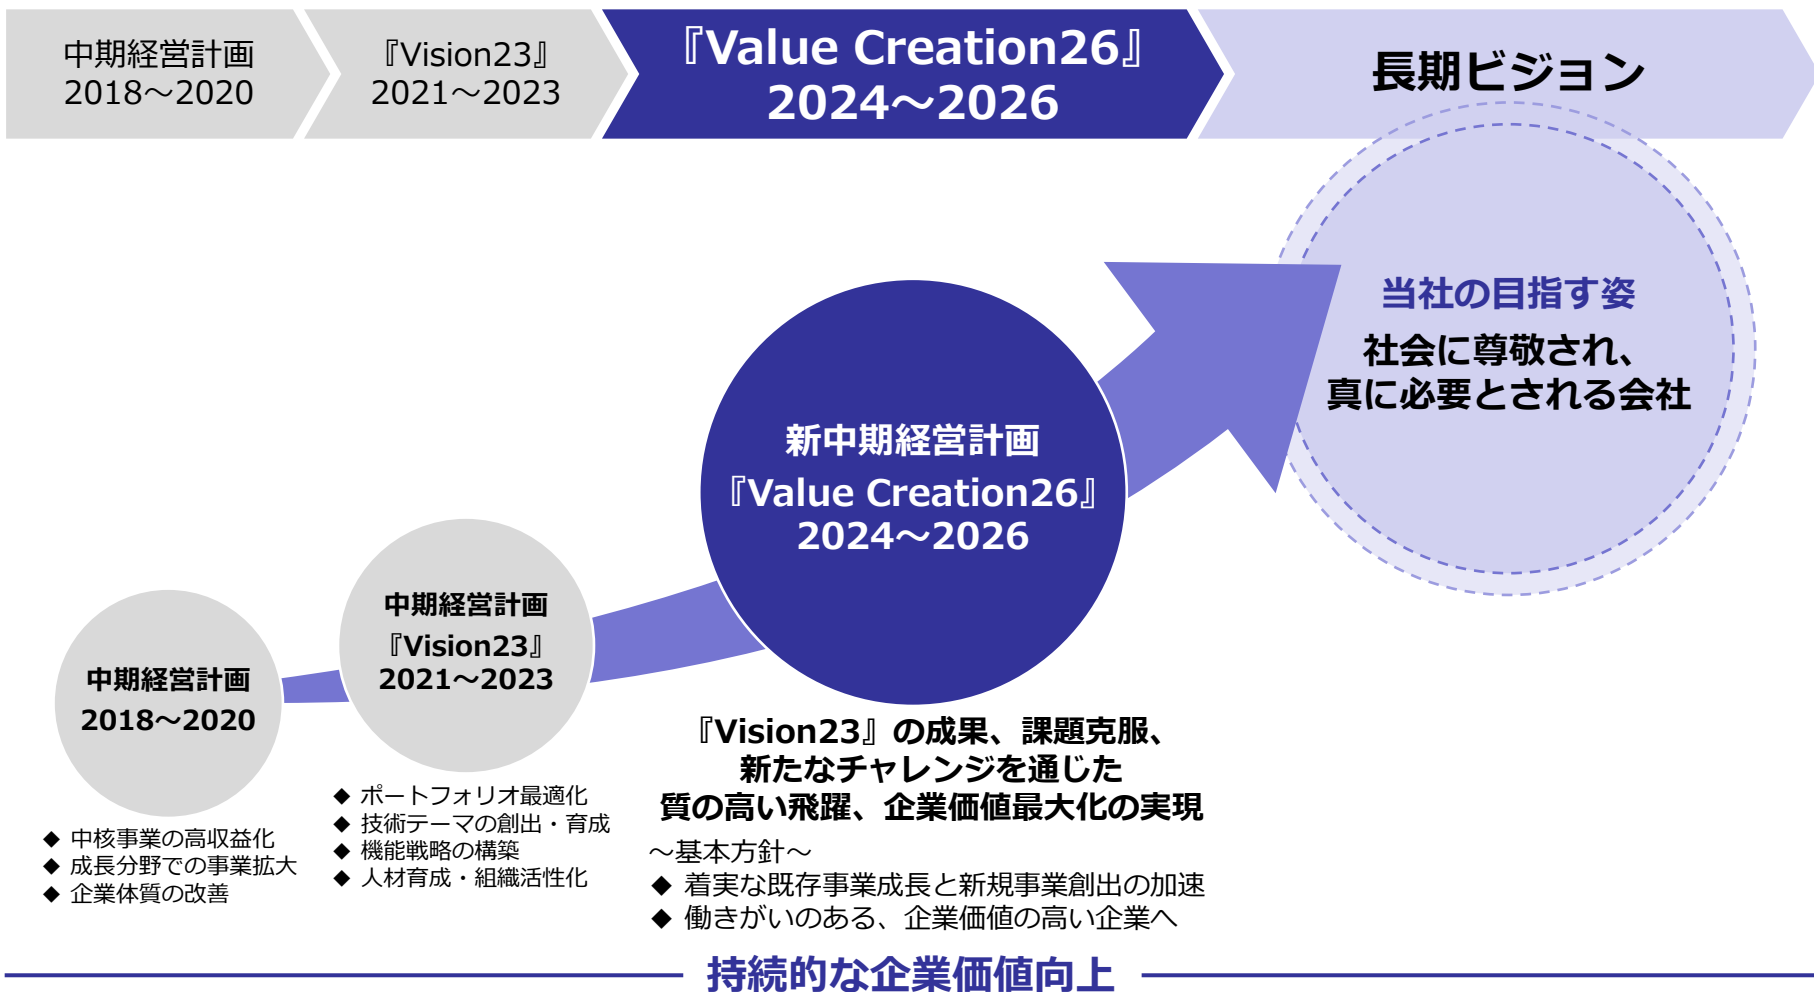 中期経営計画
2018～2020
『Vision23』
2021～2023
『Value Creation26』
2024～2026
長期ビジョン
当社の目指す姿
社会に尊敬され、
真に必要とされる会社
新中期経営計画
『Value Creation26』
2024～2026
中期経営計画
『Vision23』
2021～2023
中期経営計画
2018～2020
◆ 中核事業の高収益化
◆ 成長分野での事業拡大
◆ 企業体質の改善
◆ ポートフォリオ最適化
◆ 技術テーマの創出・育成
◆ 機能戦略の構築
◆ 人材育成・組織活性化
『Vision23』の成果、課題克服、
新たなチャレンジを通じた
質の高い飛躍、企業価値最大化の実現
～基本方針～
◆ 着実な既存事業成長と新規事業創出の加速
◆ 働きがいのある、企業価値の高い企業へ
持続的な企業価値向上